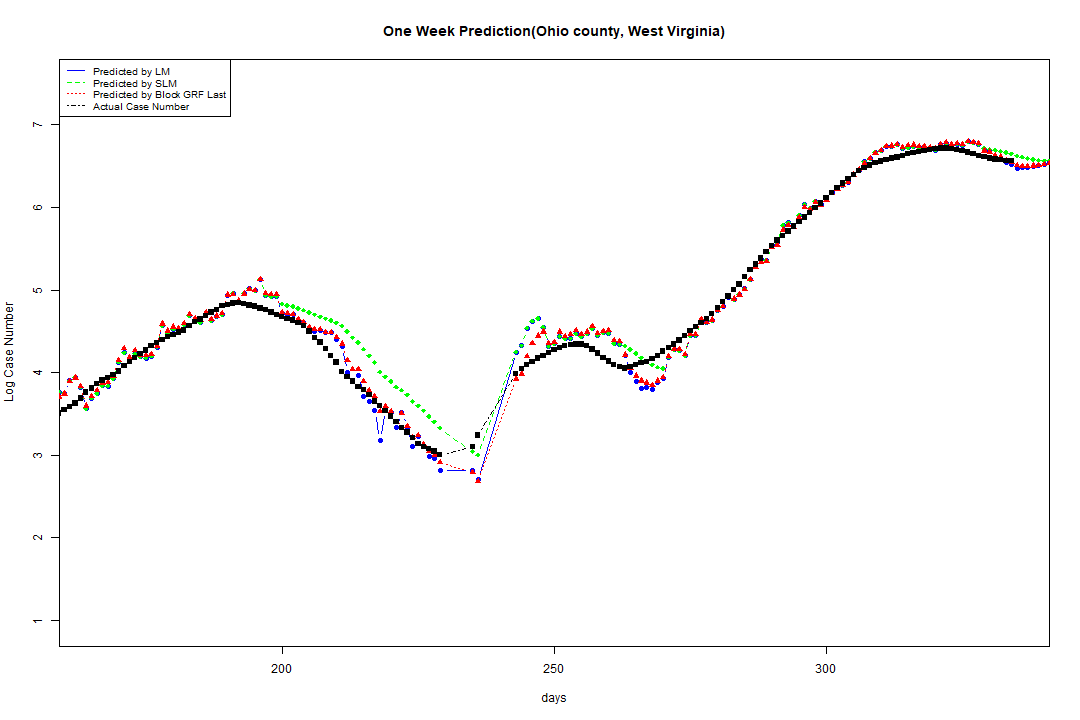 One Week Prediction(Ohio county, West Virginia)
Predicted by LM
Predicted by SLM
Predicted by Block GRF Last
Actual Case Number
7
6
5
4
3
2
1
Log Case Number
200
250
300
days